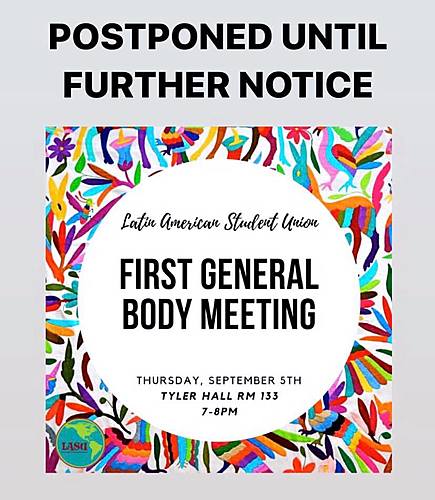 POSTPONED UNTIL
FURTHER NOTICE
Latin American Student Union
FIRST GENERAL
BODY MEETING
THURSDAY, SEPTEMBER 5TH
TYLER HALL RM 133
7-8PM
LASU